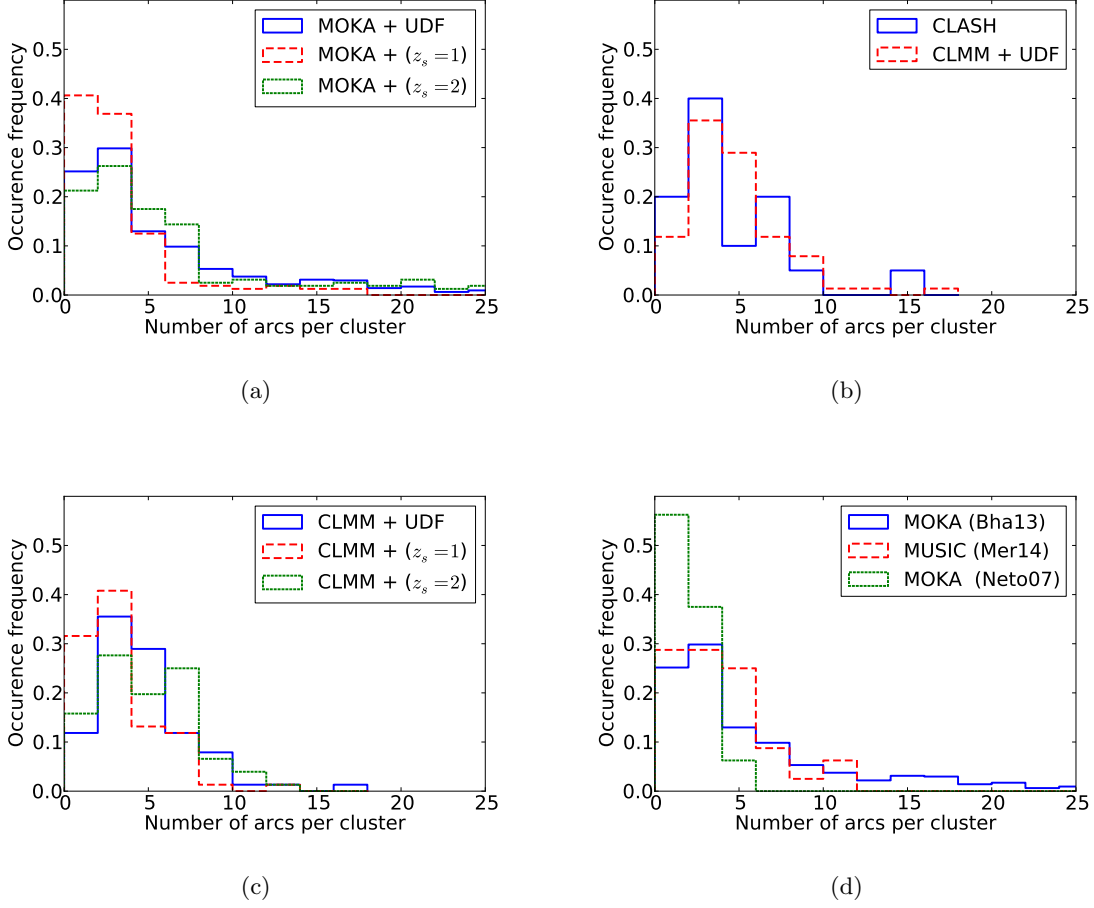 MOKA + UDF
MOKA + (z_s = 1)
MOKA + (z_s = 2)
Occurence frequency
0.5
0.4
0.3
0.2
0.1
0.0
0 5 10 15 20 25
Number of arcs per cluster
(a)
CLASH
CLMM + UDF
Occurence frequency
0.5
0.4
0.3
0.2
0.1
0.0
0 5 10 15 20 25
Number of arcs per cluster
(b)
CLMM + UDF
CLMM + (z_s = 1)
CLMM + (z_s = 2)
Occurence frequency
0.5
0.4
0.3
0.2
0.1
0.0
0 5 10 15 20 25
Number of arcs per cluster
(c)
MOKA (Bha13)
MUSIC (Mer14)
MOKA (Neto07)
Occurence frequency
0.5
0.4
0.3
0.2
0.1
0.0
0 5 10 15 20 25
Number of arcs per cluster
(d)